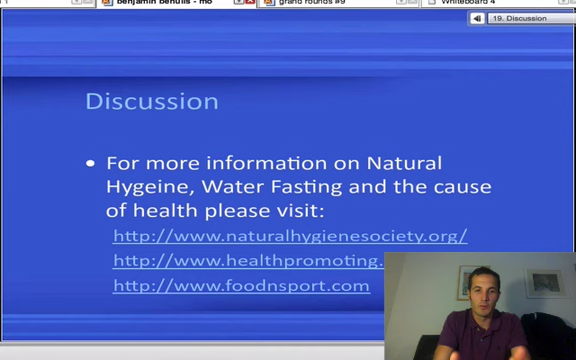 benjamin benulis - mo
grand rounds #9
Whiteboard 4
19. Discussion
Discussion
• For more information on Natural
Hygeine, Water Fasting and the cause
of health please visit:
http://www.naturalhygienesociety.org/
http://www.healthpromoting.
http://www.foodnsport.com